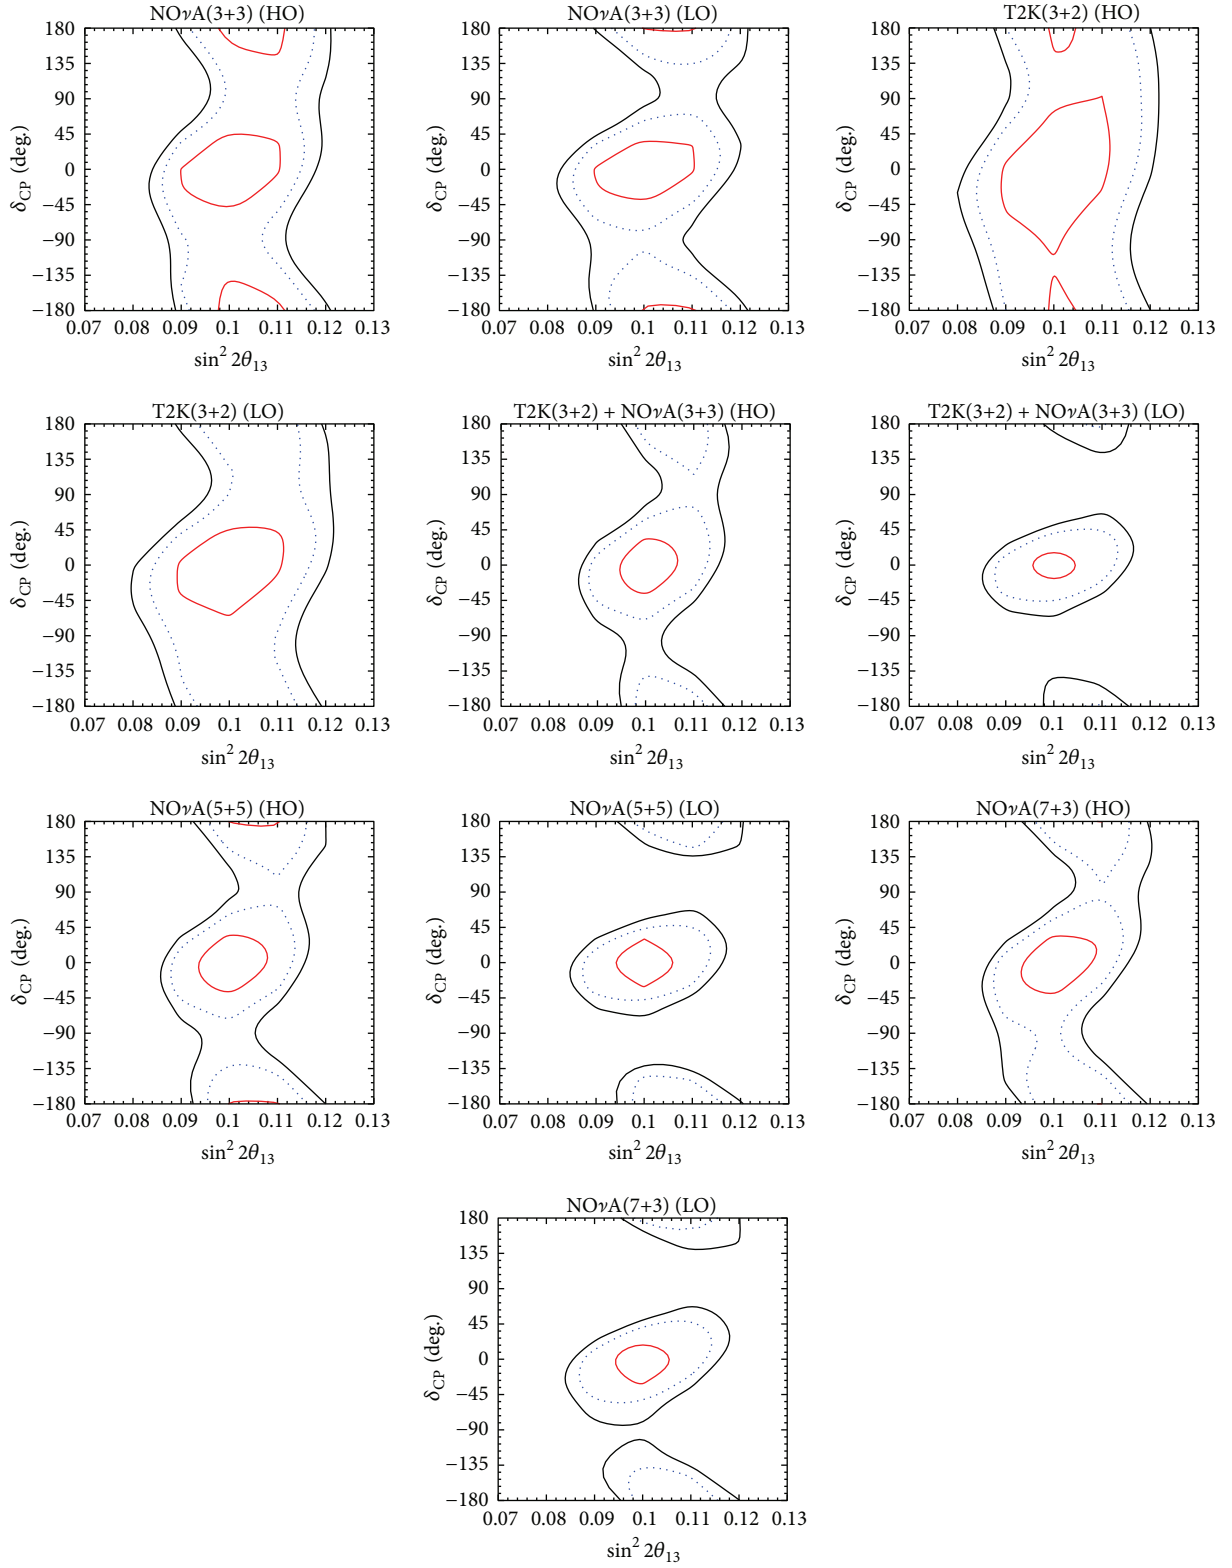 NOνA(3+3) (HO)
180
135
90
45
0
−45
−90
−135
−180
δCP (deg.)
0.07 0.08 0.09 0.1 0.11 0.12 0.13
sin² 2θ13
NOνA(3+3) (LO)
180
135
90
45
0
−45
−90
−135
−180
δCP (deg.)
0.07 0.08 0.09 0.1 0.11 0.12 0.13
sin² 2θ13
T2K(3+2) (HO)
180
135
90
45
0
−45
−90
−135
−180
δCP (deg.)
0.07 0.08 0.09 0.1 0.11 0.12 0.13
sin² 2θ13
T2K(3+2) (LO)
180
135
90
45
0
−45
−90
−135
−180
δCP (deg.)
0.07 0.08 0.09 0.1 0.11 0.12 0.13
sin² 2θ13
T2K(3+2) + NOνA(3+3) (HO)
180
135
90
45
0
−45
−90
−135
−180
δCP (deg.)
0.07 0.08 0.09 0.1 0.11 0.12 0.13
sin² 2θ13
T2K(3+2) + NOνA(3+3) (LO)
180
135
90
45
0
−45
−90
−135
−180
δCP (deg.)
0.07 0.08 0.09 0.1 0.11 0.12 0.13
sin² 2θ13
NOνA(5+5) (HO)
180
135
90
45
0
−45
−90
−135
−180
δCP (deg.)
0.07 0.08 0.09 0.1 0.11 0.12 0.13
sin² 2θ13
NOνA(5+5) (LO)
180
135
90
45
0
−45
−90
−135
−180
δCP (deg.)
0.07 0.08 0.09 0.1 0.11 0.12 0.13
sin² 2θ13
NOνA(7+3) (HO)
180
135
90
45
0
−45
−90
−135
−180
δCP (deg.)
0.07 0.08 0.09 0.1 0.11 0.12 0.13
sin² 2θ13
NOνA(7+3) (LO)
180
135
90
45
0
−45
−90
−135
−180
δCP (deg.)
0.07 0.08 0.09 0.1 0.11 0.12 0.13
sin² 2θ13